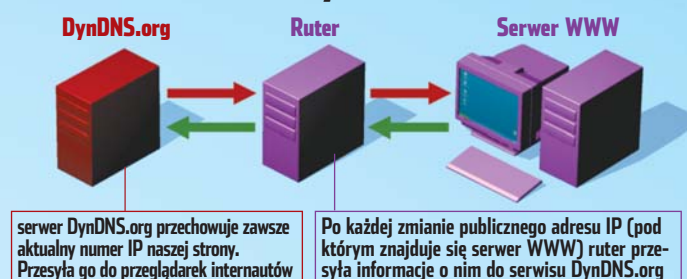 DynDNS.org
Ruter
Serwer WWW
serwer DynDNS.org przechowuje zawsze
aktualny numer IP naszej strony.
Przesyła go do przeglądarek internautów
Po każdej zmianie publicznego adresu IP (pod
którym znajduje się serwer WWW) ruter prze-
syła informacje o nim do serwisu DynDNS.org